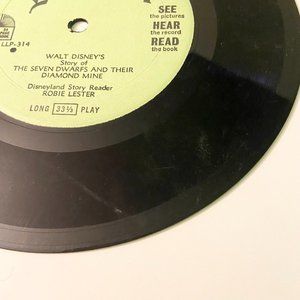 LLP-314
SEE
the pictures
HEAR
the record
READ
the book
WALT DISNEY'S
Story of
THE SEVEN DWARFS AND THEIR
DIAMOND MINE
Disneyland Story Reader
ROBIE LESTER
LONG 33⅓ PLAY